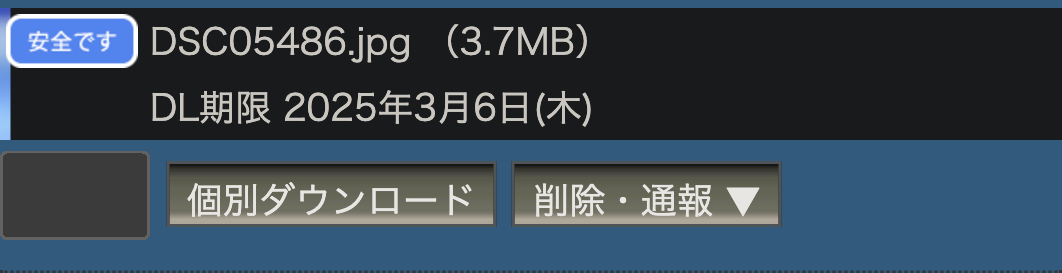 安全です DSC05486.jpg （3.7MB）
DL期限 2025年3月6日(木)
個別ダウンロード 削除・通報 ▼